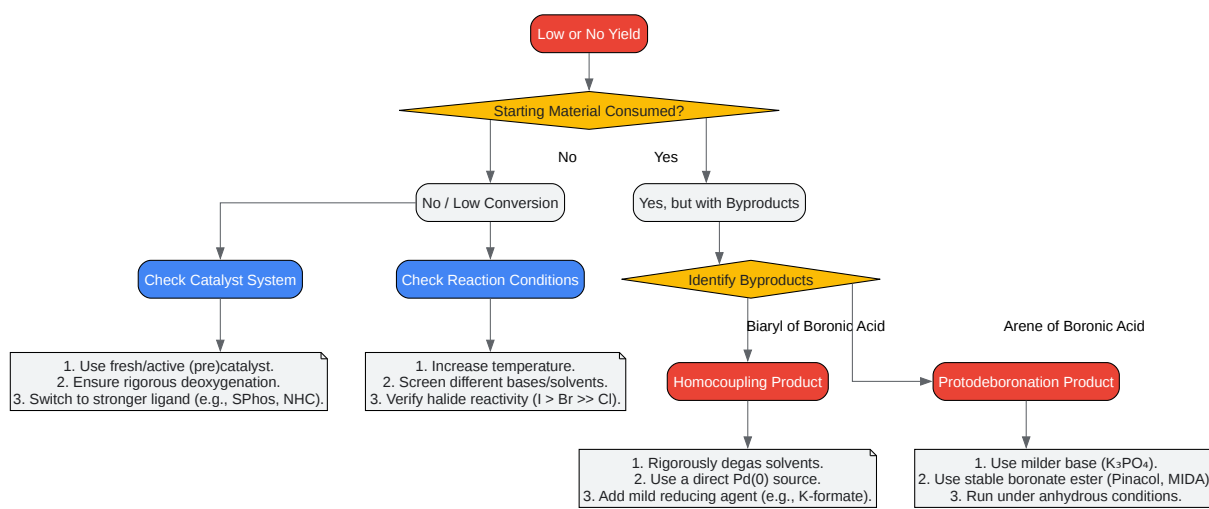 Low or No Yield
Starting Material Consumed?
No
Yes
No / Low Conversion
Yes, but with Byproducts
Check Catalyst System
Check Reaction Conditions
Identify Byproducts
Biaryl of Boronic Acid
Arene of Boronic Acid
1. Use fresh/active (pre)catalyst.
2. Ensure rigorous deoxygenation.
3. Switch to stronger ligand (e.g., SPhos, NHC).
1. Increase temperature.
2. Screen different bases/solvents.
3. Verify halide reactivity (I > Br >> Cl).
Homocoupling Product
Protodeboronation Product
1. Rigorously degas solvents.
2. Use a direct Pd(0) source.
3. Add mild reducing agent (e.g., K-formate).
1. Use milder base (K₃PO₄).
2. Use stable boronate ester (Pinacol, MIDA)
3. Run under anhydrous conditions.